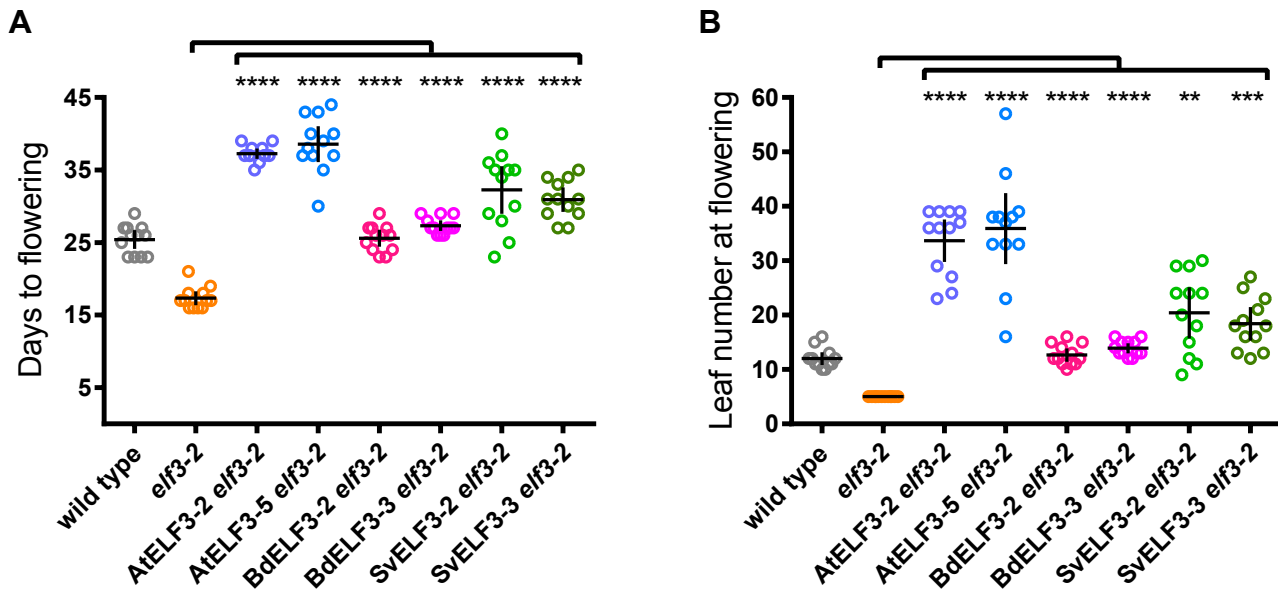 A
**** **** **** **** **** ****
Days to flowering
45
35
25
15
5
wild type
elf3-2
AtELF3-2 elf3-2
AtELF3-5 elf3-2
BdELF3-2 elf3-2
BdELF3-3 elf3-2
SvELF3-2 elf3-2
SvELF3-3 elf3-2
B
**** **** **** **** ** ***
Leaf number at flowering
60
50
40
30
20
10
0
wild type
elf3-2
AtELF3-2 elf3-2
AtELF3-5 elf3-2
BdELF3-2 elf3-2
BdELF3-3 elf3-2
SvELF3-2 elf3-2
SvELF3-3 elf3-2